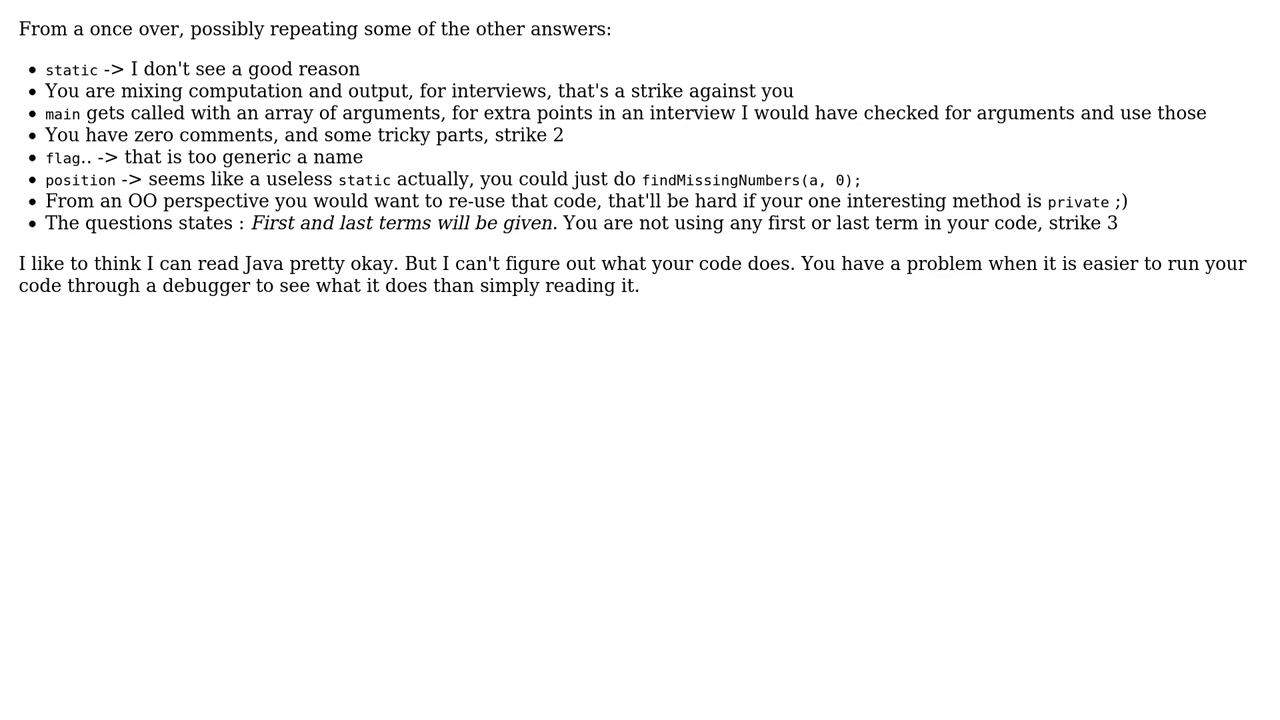 From a once over, possibly repeating some of the other answers:
• static -> I don't see a good reason
• You are mixing computation and output, for interviews, that's a strike against you
• main gets called with an array of arguments, for extra points in an interview I would have checked for arguments and use those
• You have zero comments, and some tricky parts, strike 2
• flag.. -> that is too generic a name
• position -> seems like a useless static actually, you could just do findMissingNumbers(a, 0);
• From an OO perspective you would want to re-use that code, that'll be hard if your one interesting method is private ;)
• The questions states : First and last terms will be given. You are not using any first or last term in your code, strike 3
I like to think I can read Java pretty okay. But I can't figure out what your code does. You have a problem when it is easier to run your
code through a debugger to see what it does than simply reading it.